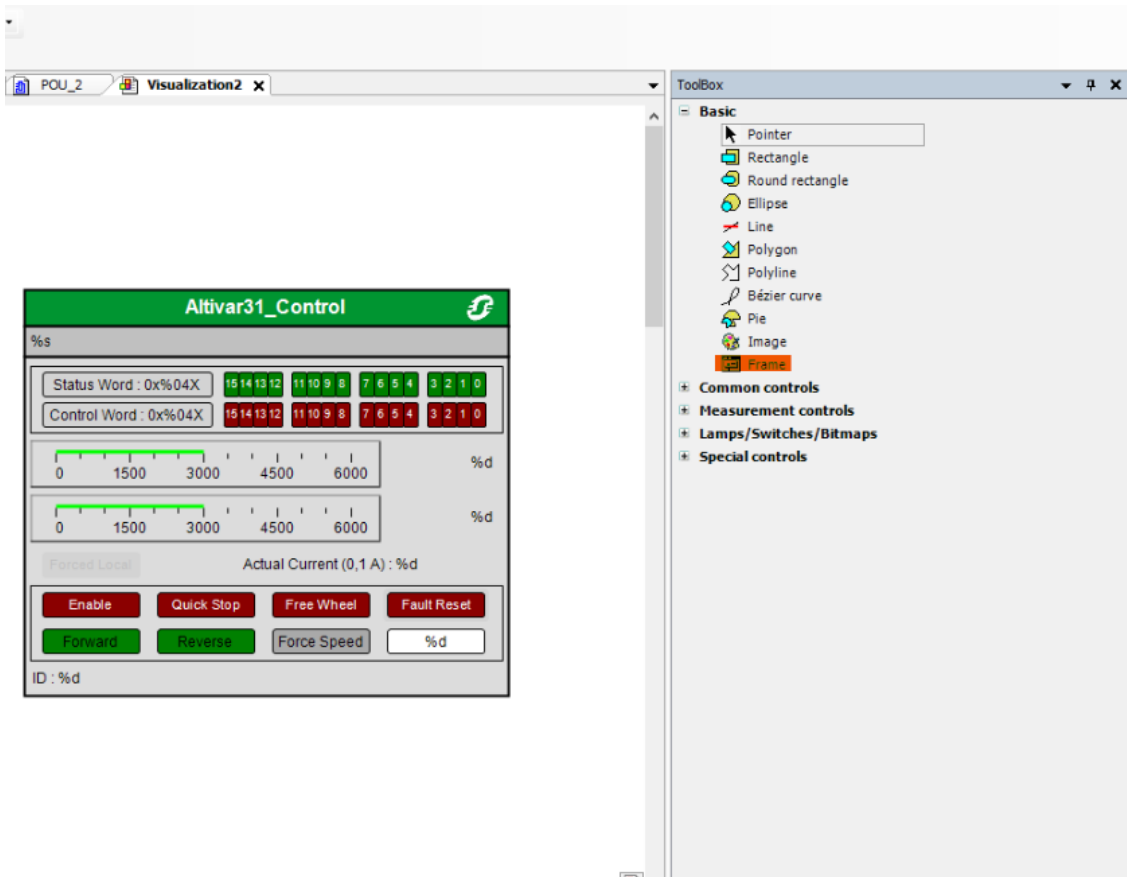 POU_2 Visualization2
ToolBox
Basic
Pointer
Rectangle
Round rectangle
Ellipse
Line
Polygon
Polyline
Bézier curve
Pie
Image
Frame
Common controls
Measurement controls
Lamps/Switches/Bitmaps
Special controls
Altivar31_Control
%s
Status Word : 0x%04X 15 14 13 12 11 10 9 8 7 6 5 4 3 2 1 0
Control Word : 0x%04X 15 14 13 12 11 10 9 8 7 6 5 4 3 2 1 0
0 1500 3000 4500 6000 %d
0 1500 3000 4500 6000 %d
Forced Local Actual Current (0,1 A) : %d
Enable Quick Stop Free Wheel Fault Reset
Forward Reverse Force Speed %d
ID : %d